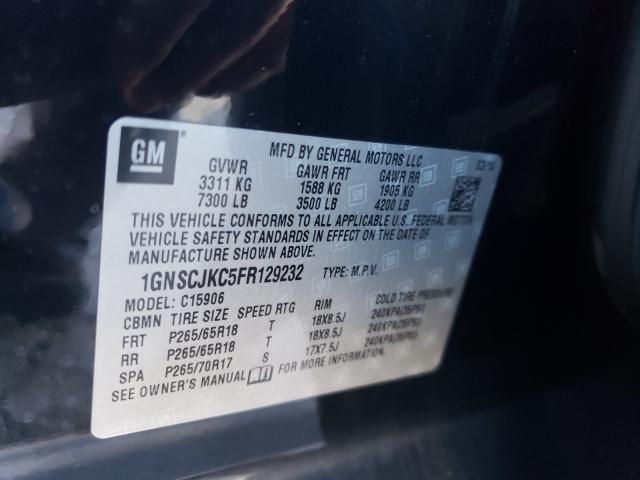 GM
MFD BY GENERAL MOTORS LLC
GVWR GAWR FRT GAWR RR
3311 KG 1588 KG 1905 KG
7300 LB 3500 LB 4200 LB
THIS VEHICLE CONFORMS TO ALL APPLICABLE U.S. FEDERAL MOTOR
VEHICLE SAFETY STANDARDS IN EFFECT ON THE DATE OF
MANUFACTURE SHOWN ABOVE.
1GNSCJKC5FR129232 TYPE: M.P.V.
MODEL: C15906
CBMN TIRE SIZE SPEED RTG RIM COLD TIRE PRESSURE
FRT P265/65R18 T 18X8.5J 240KPA(35PSI)
RR P265/65R18 T 18X8.5J 240KPA(35PSI)
SPA P265/70R17 S 17X7.5J 240KPA(35PSI)
SEE OWNER'S MANUAL FOR MORE INFORMATION.